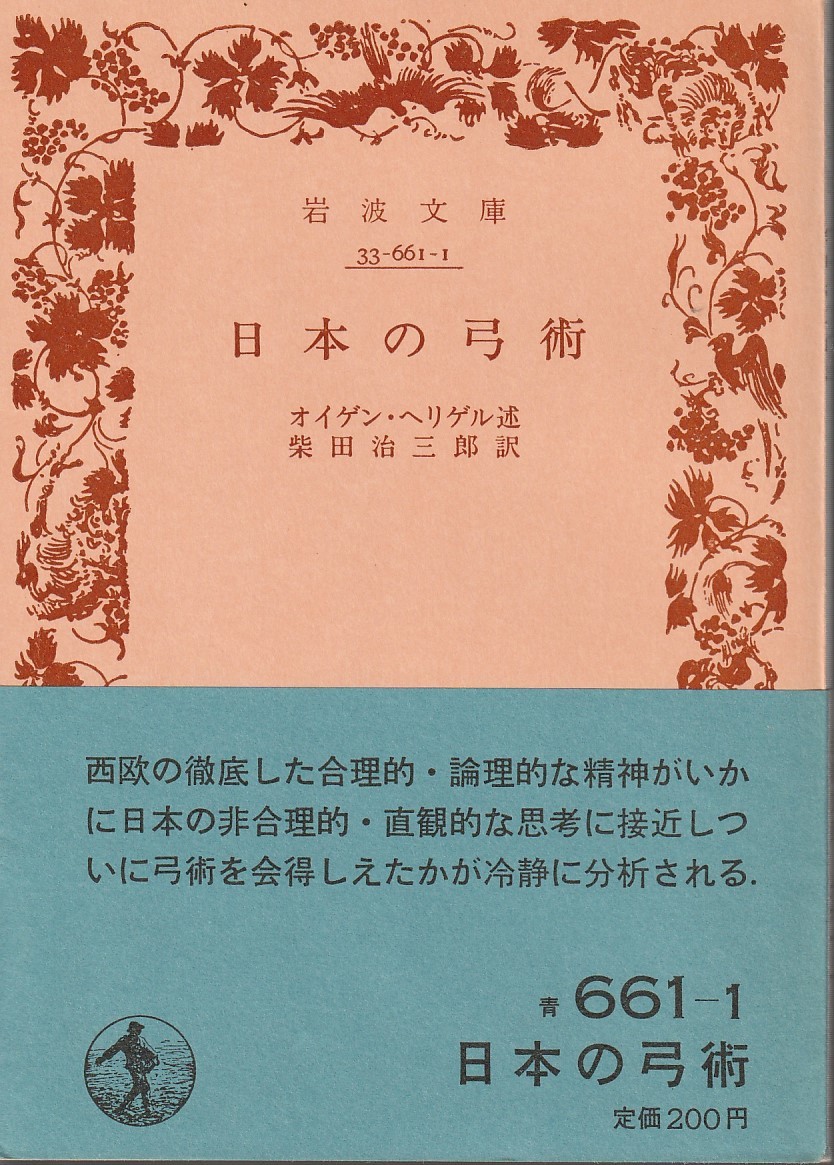 岩波文庫
33-661-1
日本の弓術
オイゲン・ヘリゲル述
柴田治三郎訳
西欧の徹底した合理的・論理的な精神がいか
に日本の非合理的・直観的な思考に接近しつ
いに弓術を会得しえたかが冷静に分析される.
青 661-1
日本の弓術
定価200円